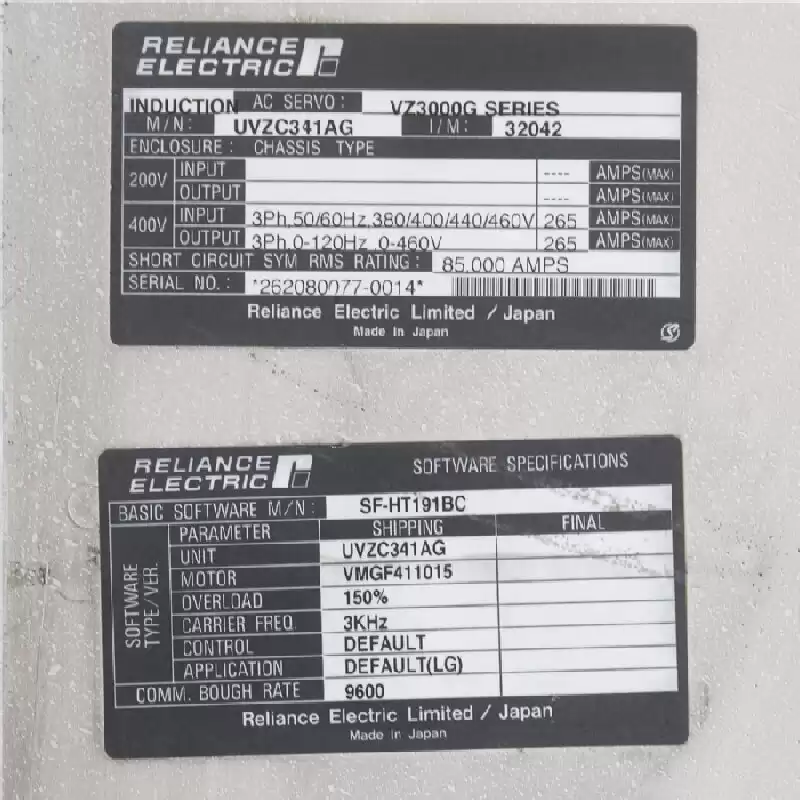 RELIANCE
ELECTRIC
INDUCTION AC SERVO: VZ3000G SERIES
M/N: UVZC341AG I/M: 32042
ENCLOSURE: CHASSIS TYPE
200V INPUT ---- AMPS(MAX)
OUTPUT ---- AMPS(MAX)
400V INPUT 3Ph,50/60Hz,380/400/440/460V 265 AMPS(MAX)
OUTPUT 3Ph,0-120Hz,0-460V 265 AMPS(MAX)
SHORT CIRCUIT SYM RMS RATING: 85,000 AMPS
SERIAL NO.: *262080077-0014*
Reliance Electric Limited / Japan
Made in Japan
RELIANCE
ELECTRIC
SOFTWARE SPECIFICATIONS
BASIC SOFTWARE M/N: SF-HT191BC
SOFTWARE TYPE/VER.
PARAMETER SHIPPING FINAL
UNIT UVZC341AG
MOTOR VMGF411015
OVERLOAD 150%
CARRIER FREQ. 3KHz
CONTROL DEFAULT
APPLICATION DEFAULT(LG)
COMM. BOUGH RATE 9600
Reliance Electric Limited / Japan
Made in Japan